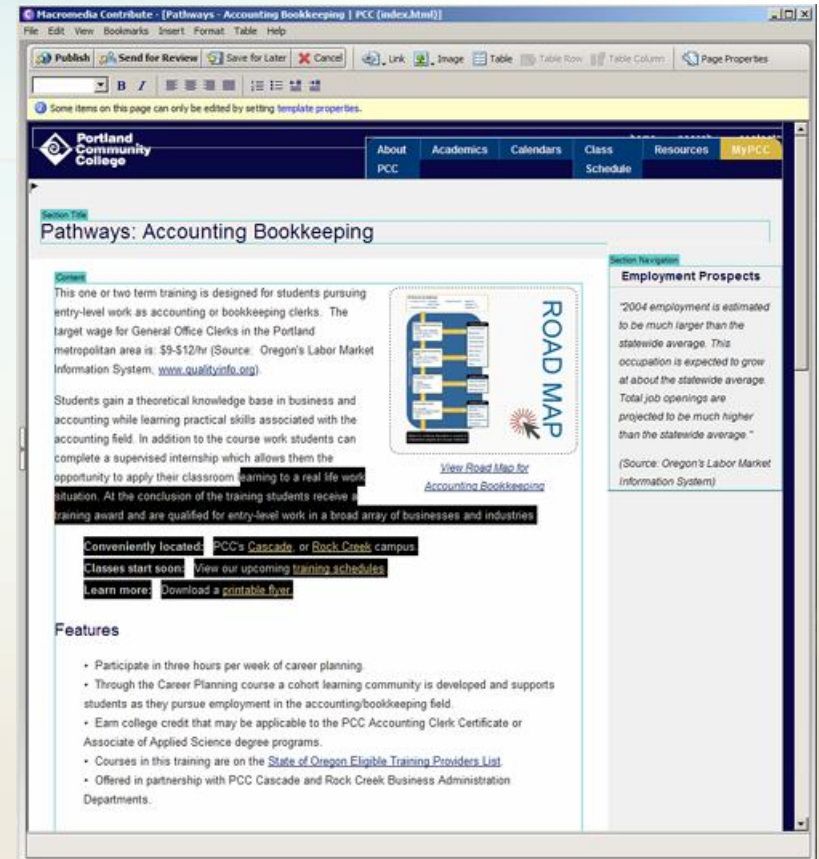 Macromedia Contribute - [Pathways - Accounting Bookkeeping | PCC (index.html)]
File Edit View Bookmarks Insert Format Table Help
Publish Send for Review Save for Later Cancel Link Image Table Table Row Table Column Page Properties
B I
Some items on this page can only be edited by setting template properties.
Portland
Community
College
About PCC Academics Calendars Class Schedule Resources MyPCC
Section Title
Pathways: Accounting Bookkeeping
Content
This one or two term training is designed for students pursuing
entry-level work as accounting or bookkeeping clerks. The
target wage for General Office Clerks in the Portland
metropolitan area is: $9-$12/hr (Source: Oregon's Labor Market
Information System, www.qualityinfo.org).
Students gain a theoretical knowledge base in business and
accounting while learning practical skills associated with the
accounting field. In addition to the course work students can
complete a supervised internship which allows them the
opportunity to apply their classroom learning to a real life work
situation. At the conclusion of the training students receive a
training award and are qualified for entry-level work in a broad array of businesses and industries
ROAD MAP
View Road Map for
Accounting Bookkeeping
Section Navigation
Employment Prospects
"2004 employment is estimated
to be much larger than the
statewide average. This
occupation is expected to grow
at about the statewide average.
Total job openings are
projected to be much higher
than the statewide average."
(Source: Oregon's Labor Market
Information System)
Conveniently located: PCC's Cascade, or Rock Creek campus.
Classes start soon: View our upcoming training schedules
Learn more: Download a printable flyer.
Features
• Participate in three hours per week of career planning.
• Through the Career Planning course a cohort learning community is developed and supports
students as they pursue employment in the accounting/bookkeeping field.
• Earn college credit that may be applicable to the PCC Accounting Clerk Certificate or
Associate of Applied Science degree programs.
• Courses in this training are on the State of Oregon Eligible Training Providers List.
• Offered in partnership with PCC Cascade and Rock Creek Business Administration
Departments.